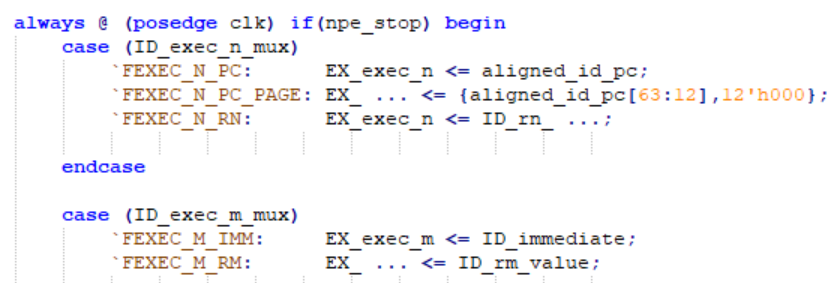 always @ (posedge clk) if(npe_stop) begin
    case (ID_exec_n_mux)
        `FEXEC_N_PC:      EX_exec_n <= aligned_id_pc;
        `FEXEC_N_PC_PAGE: EX_ ... <= {aligned_id_pc[63:12],12'h000};
        `FEXEC_N_RN:      EX_exec_n <= ID_rn_ ...;
    endcase
    case (ID_exec_m_mux)
        `FEXEC_M_IMM:     EX_exec_m <= ID_immediate;
        `FEXEC_M_RM:      EX_ ... <= ID_rm_value;